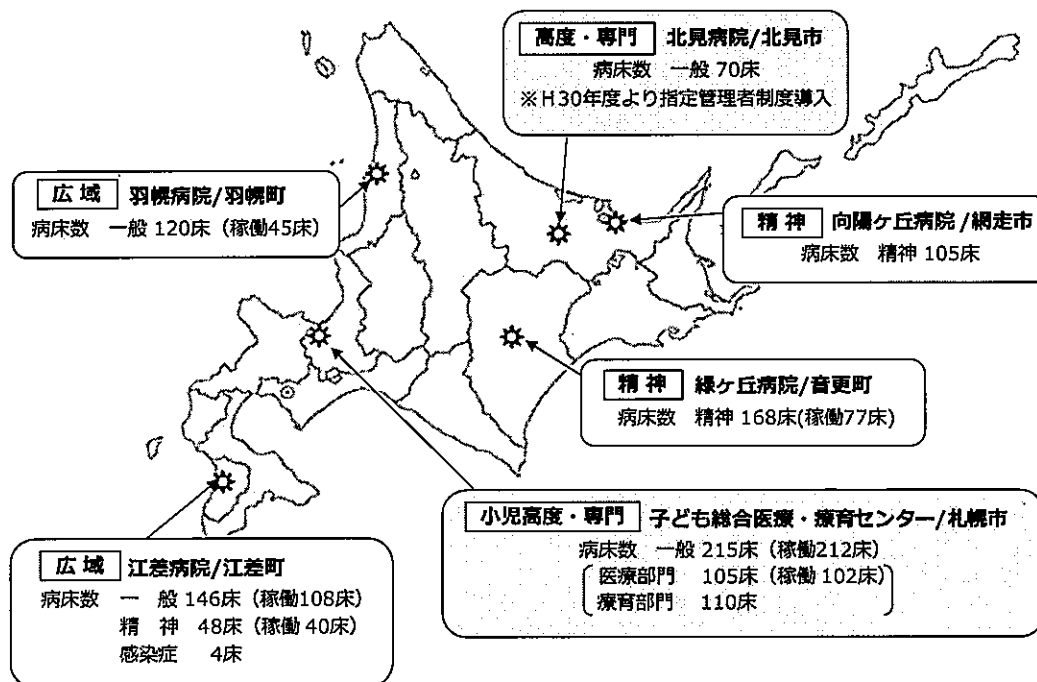 高度・専門 北見病院/北見市
病床数 一般 70床
※H30年度より指定管理者制度導入
広域 羽幌病院/羽幌町
病床数 一般 120床（稼働45床）
精神 向陽ヶ丘病院/網走市
病床数 精神 105床
精神 緑ヶ丘病院/音更町
病床数 精神 168床(稼働77床)
小児高度・専門 子ども総合医療・療育センター/札幌市
病床数 一般 215床（稼働212床）
医療部門 105床（稼働 102床）
療育部門 110床
広域 江差病院/江差町
病床数 一 般 146床（稼働108床）
精 神 48床（稼働 40床）
感染症 4床